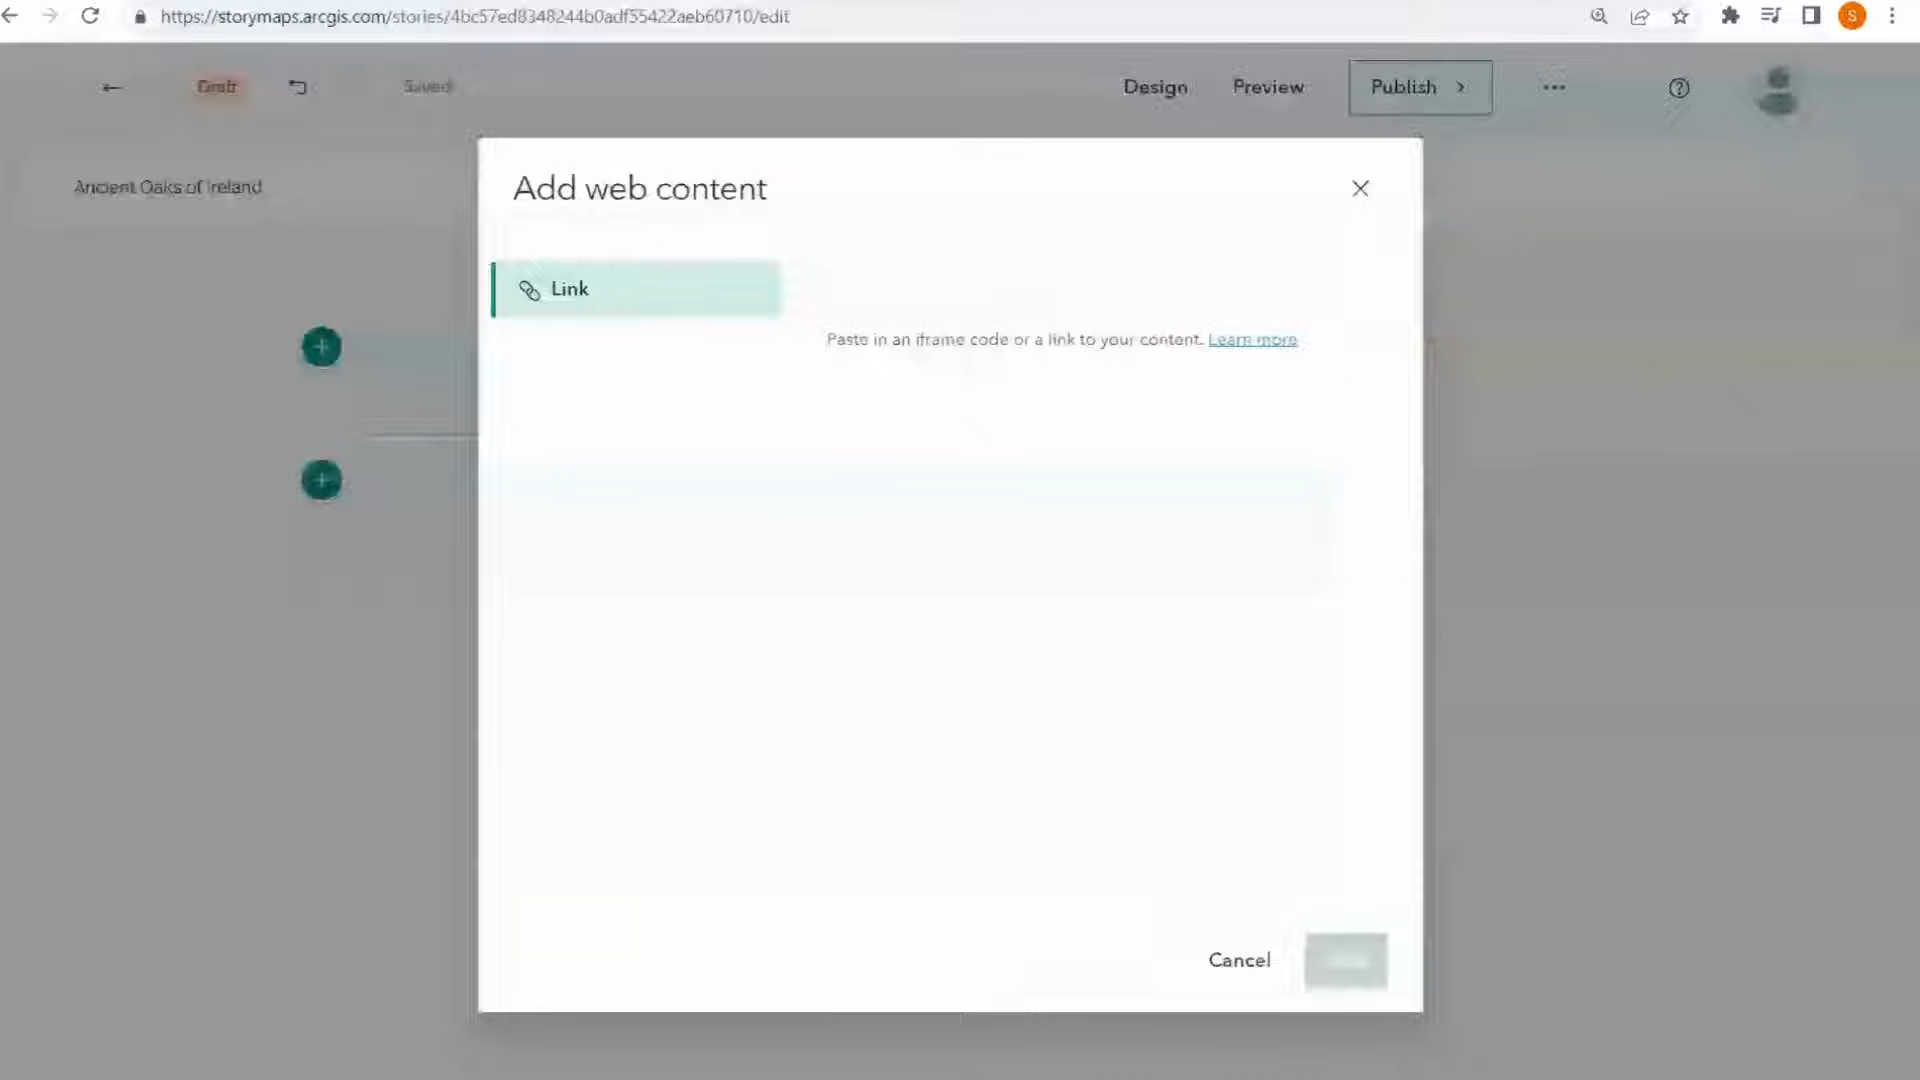 https://storymaps.arcgis.com/stories/4bc57ed8348244b0adf55422aeb60710/edit
S
Draft
Saved
Design
Preview
Publish
Ancient Oaks of Ireland
Add web content
Link
Paste in an iframe code or a link to your content. Learn more
Cancel